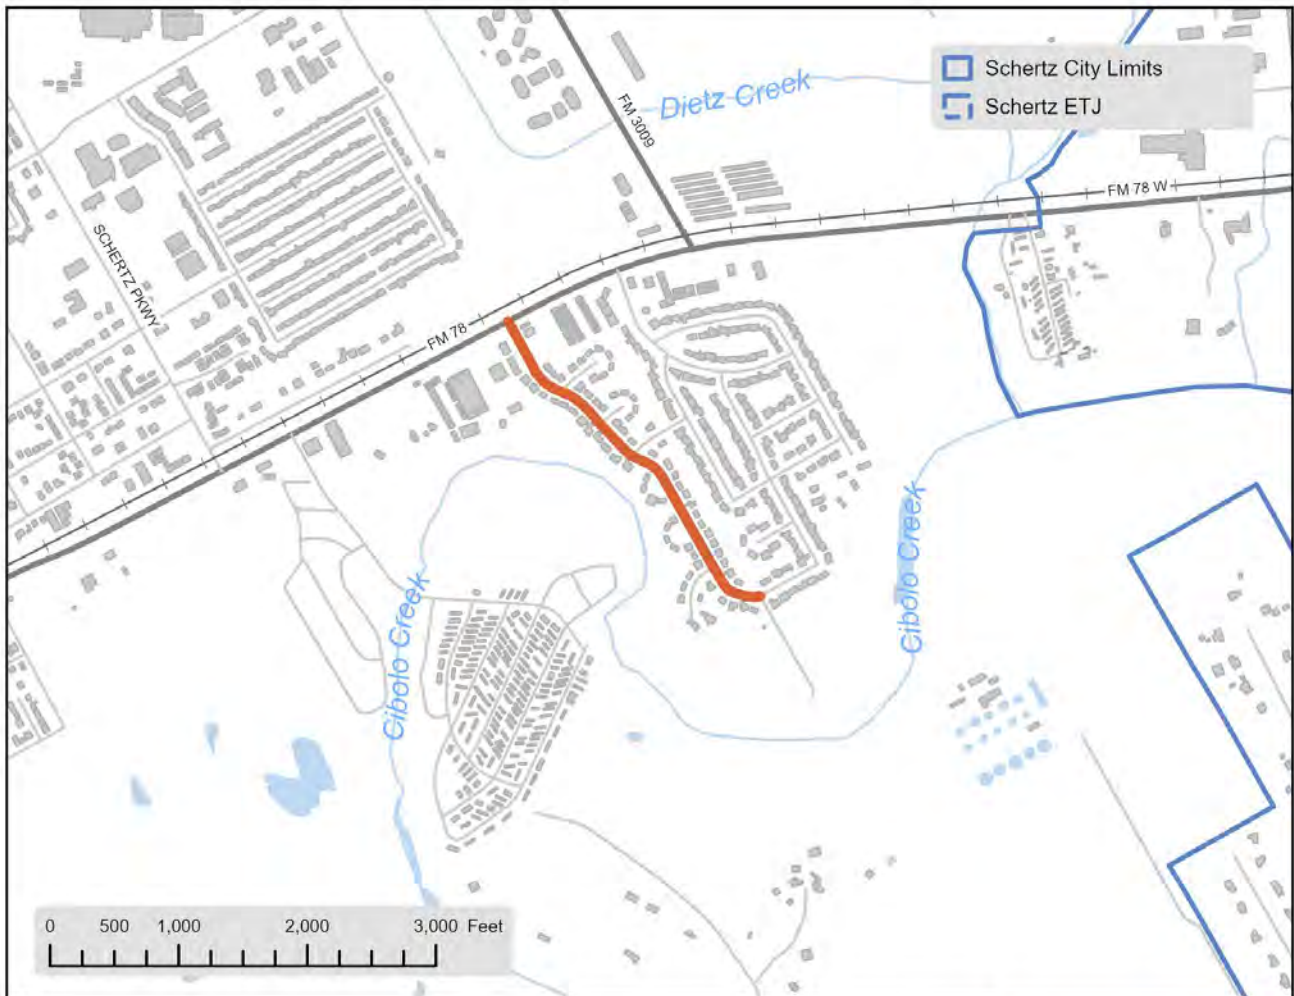 Dietz Creek
Schertz City Limits
Schertz ETJ
FM 3009
FM 78 W
SCHERTZ PKWY
FM 78
Cibolo Creek
Cibolo Creek
0 500 1,000 2,000 3,000 Feet